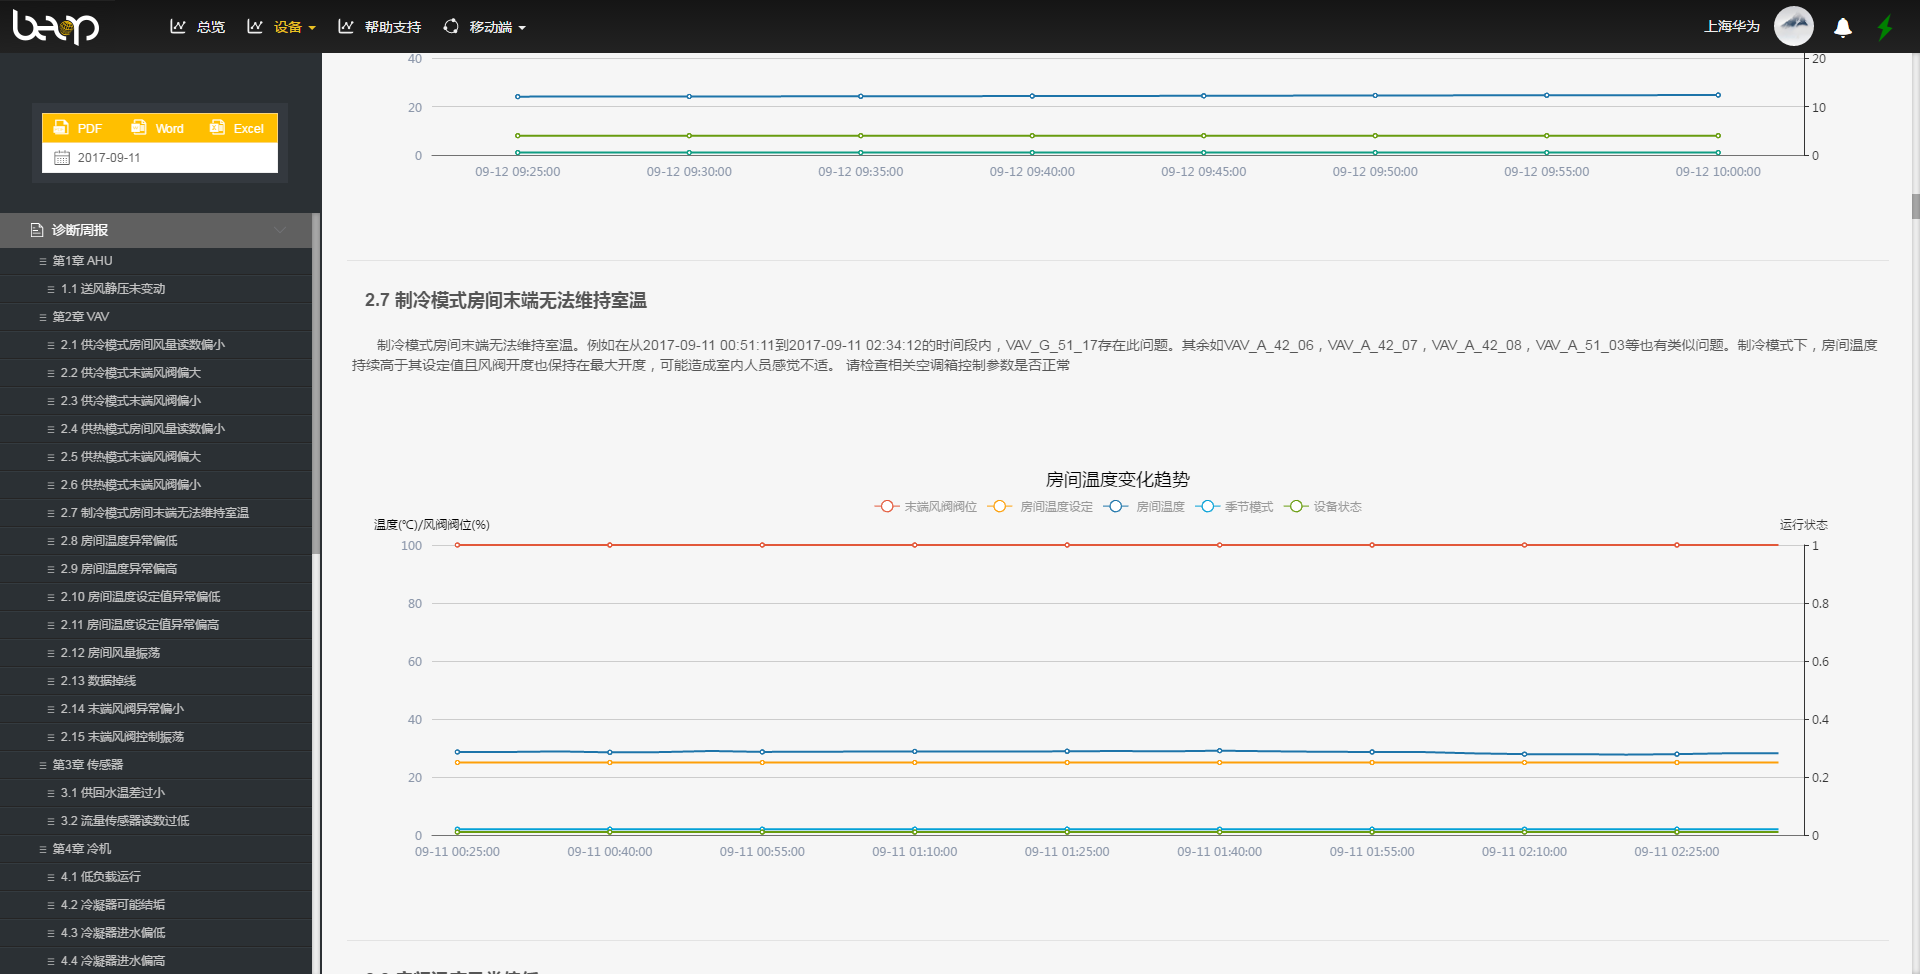 beop
总览
设备
帮助支持
移动端
上海华为
PDF
Word
Excel
2017-09-11
诊断周报
第1章 AHU
1.1 送风静压未变动
第2章 VAV
2.1 供冷模式房间风量读数偏小
2.2 供冷模式末端风阀偏大
2.3 供冷模式末端风阀偏小
2.4 供热模式房间风量读数偏小
2.5 供热模式末端风阀偏大
2.6 供热模式末端风阀偏小
2.7 制冷模式房间末端无法维持室温
2.8 房间温度异常偏低
2.9 房间温度异常偏高
2.10 房间温度设定值异常偏低
2.11 房间温度设定值异常偏高
2.12 房间风量振荡
2.13 数据掉线
2.14 末端风阀异常偏小
2.15 末端风阀控制振荡
第3章 传感器
3.1 供回水温差过小
3.2 流量传感器读数过低
第4章 冷机
4.1 低负载运行
4.2 冷凝器可能结垢
4.3 冷凝器进水偏低
4.4 冷凝器进水偏高
40
20
0
20
10
0
09-12 09:25:00
09-12 09:30:00
09-12 09:35:00
09-12 09:40:00
09-12 09:45:00
09-12 09:50:00
09-12 09:55:00
09-12 10:00:00
2.7 制冷模式房间末端无法维持室温
制冷模式房间末端无法维持室温。例如在从2017-09-11 00:51:11到2017-09-11 02:34:12的时间段内，VAV_G_51_17存在此问题。其余如VAV_A_42_06，VAV_A_42_07，VAV_A_42_08，VAV_A_51_03等也有类似问题。制冷模式下，房间温度
持续高于其设定值且风阀开度也保持在最大开度，可能造成室内人员感觉不适。 请检查相关空调箱控制参数是否正常
房间温度变化趋势
末端风阀阀位
房间温度设定
房间温度
季节模式
设备状态
温度(℃)/风阀阀位(%)
运行状态
100
80
60
40
20
0
1
0.8
0.6
0.4
0.2
0
09-11 00:25:00
09-11 00:40:00
09-11 00:55:00
09-11 01:10:00
09-11 01:25:00
09-11 01:40:00
09-11 01:55:00
09-11 02:10:00
09-11 02:25:00